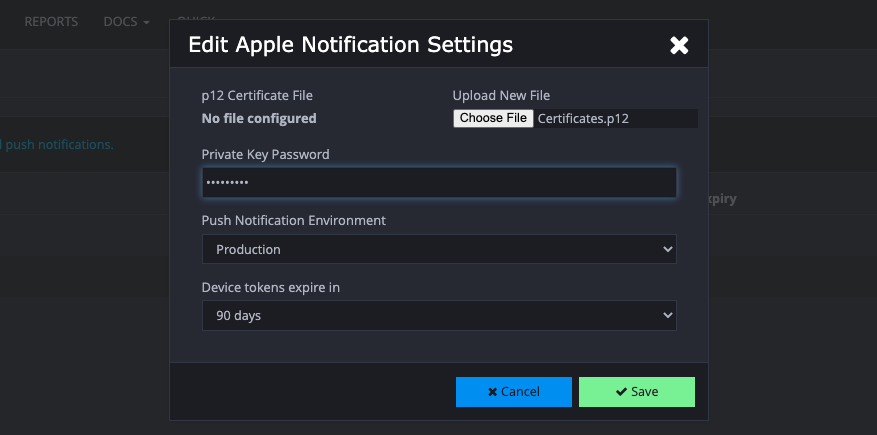 REPORTS DOCS QUICK
Edit Apple Notification Settings
p12 Certificate File
Upload New File
No file configured
Choose File Certificates.p12
push notifications.
Private Key Password
•••••••••
xpiry
Push Notification Environment
Production
Device tokens expire in
90 days
Cancel
Save